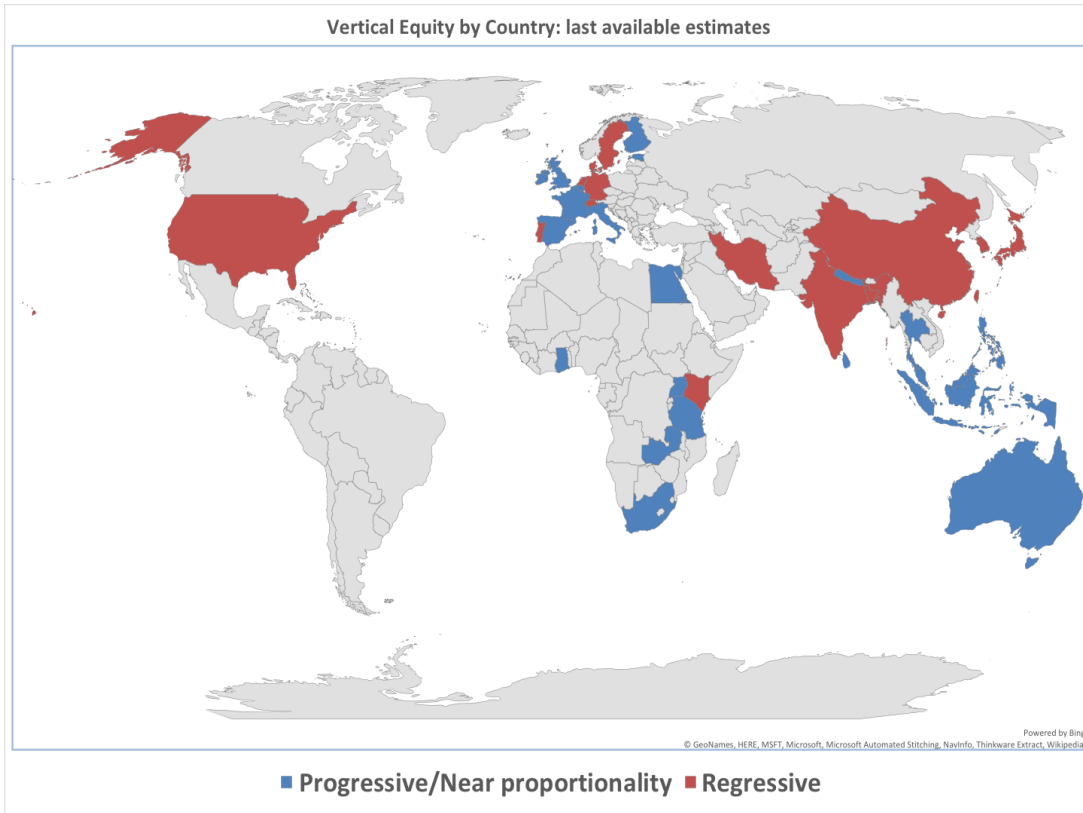 Vertical Equity by Country: last available estimates
Powered by Bing
© GeoNames, HERE, MSFT, Microsoft, Microsoft Automated Stitching, NavInfo, Thinkware Extract, Wikipedia
Progressive/Near proportionality Regressive